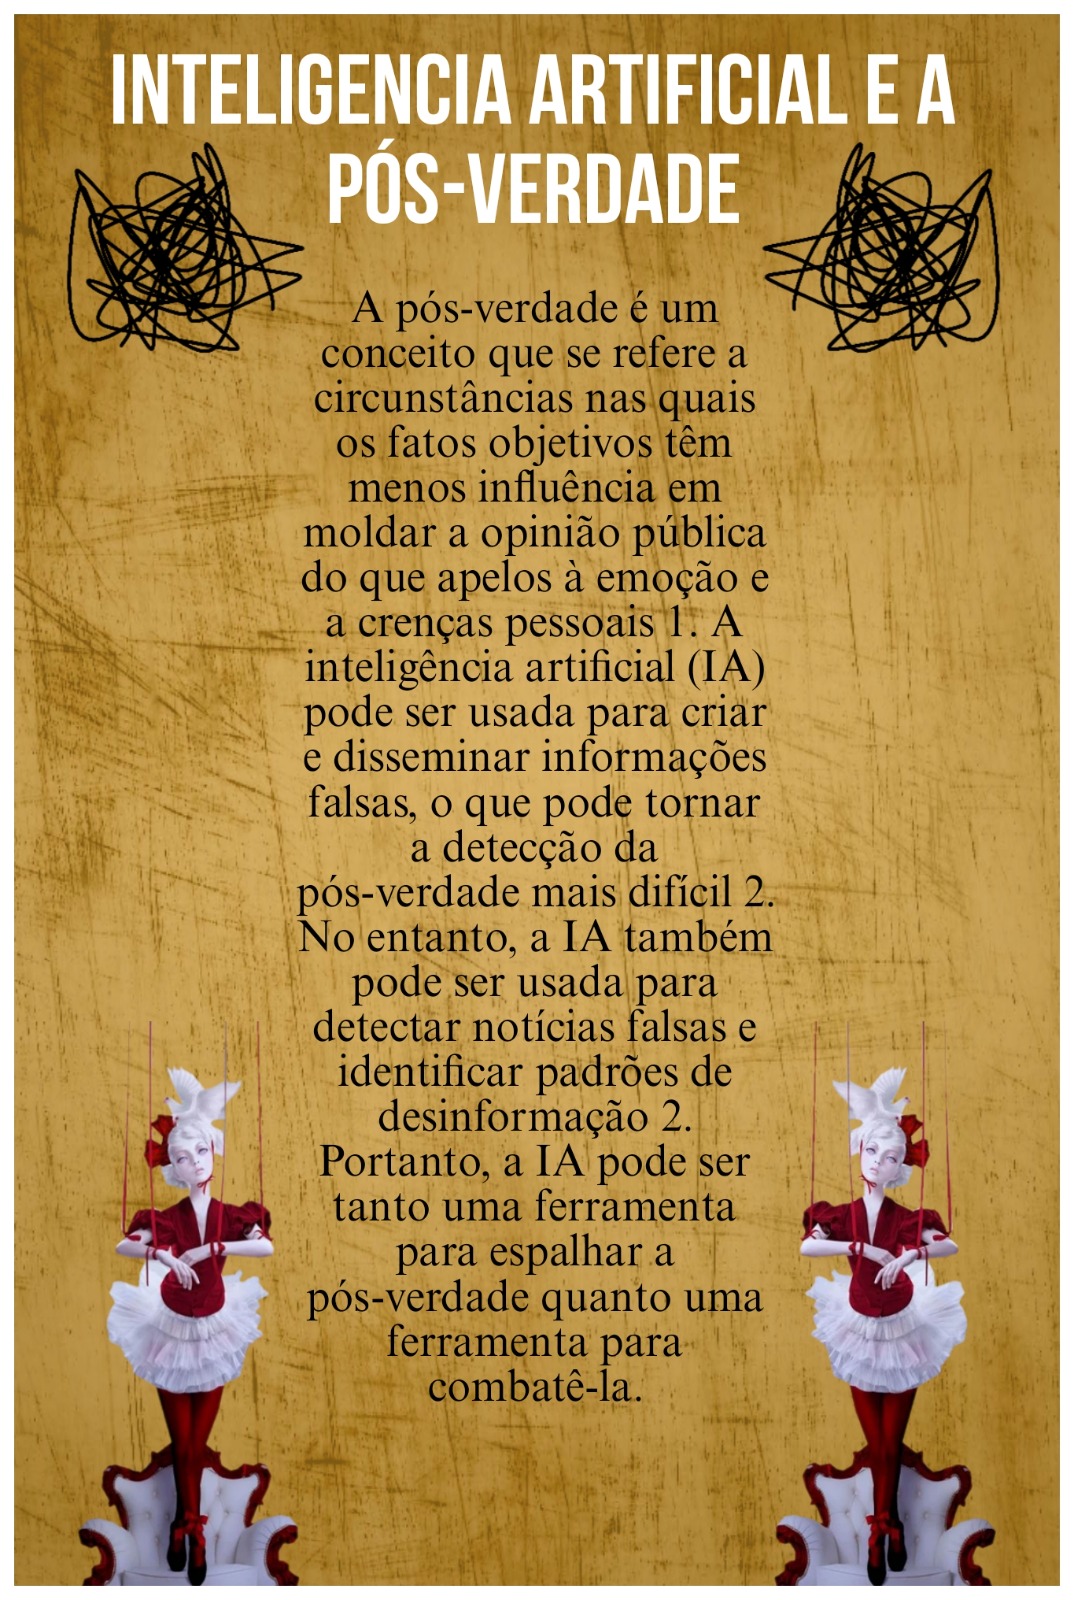 INTELIGENCIA ARTIFICIAL E A
PÓS-VERDADE
A pós-verdade é um
conceito que se refere a
circunstâncias nas quais
os fatos objetivos têm
menos influência em
moldar a opinião pública
do que apelos à emoção e
a crenças pessoais 1. A
inteligência artificial (IA)
pode ser usada para criar
e disseminar informações
falsas, o que pode tornar
a detecção da
pós-verdade mais difícil 2.
No entanto, a IA também
pode ser usada para
detectar notícias falsas e
identificar padrões de
desinformação 2.
Portanto, a IA pode ser
tanto uma ferramenta
para espalhar a
pós-verdade quanto uma
ferramenta para
combatê-la.